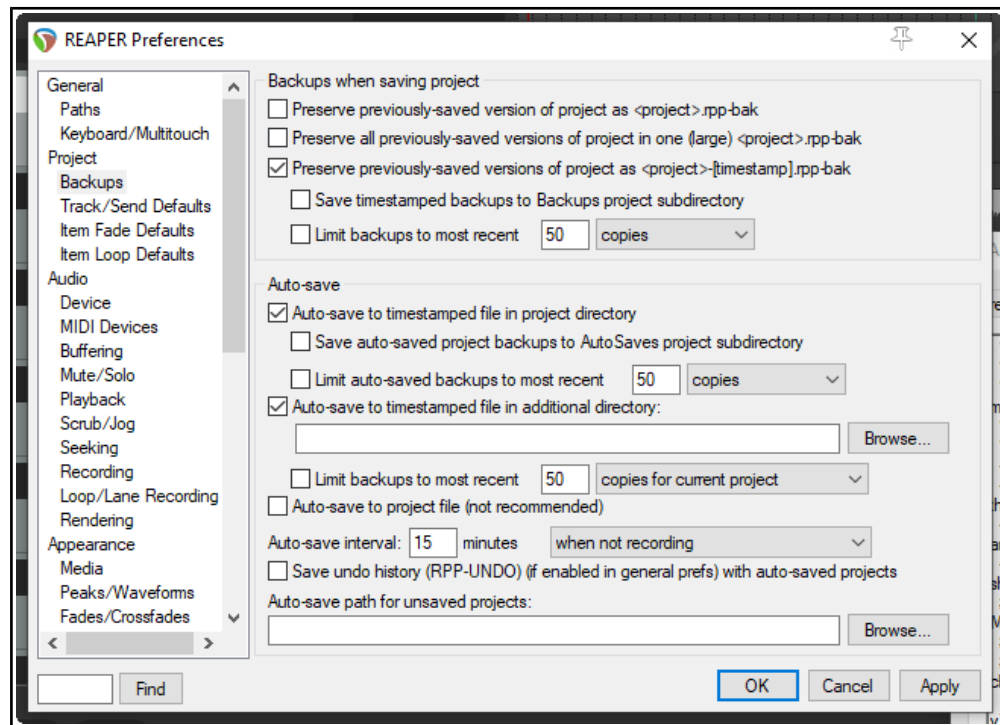 REAPER Preferences
General
Paths
Keyboard/Multitouch
Project
Backups
Track/Send Defaults
Item Fade Defaults
Item Loop Defaults
Audio
Device
MIDI Devices
Buffering
Mute/Solo
Playback
Scrub/Jog
Seeking
Recording
Loop/Lane Recording
Rendering
Appearance
Media
Peaks/Waveforms
Fades/Crossfades
Find
Backups when saving project
Preserve previously-saved version of project as <project>.rpp-bak
Preserve all previously-saved versions of project in one (large) <project>.rpp-bak
Preserve previously-saved versions of project as <project>-[timestamp].rpp-bak
Save timestamped backups to Backups project subdirectory
Limit backups to most recent 50 copies
Auto-save
Auto-save to timestamped file in project directory
Save auto-saved project backups to AutoSaves project subdirectory
Limit auto-saved backups to most recent 50 copies
Auto-save to timestamped file in additional directory:
Browse...
Limit backups to most recent 50 copies for current project
Auto-save to project file (not recommended)
Auto-save interval: 15 minutes when not recording
Save undo history (RPP-UNDO) (if enabled in general prefs) with auto-saved projects
Auto-save path for unsaved projects:
Browse...
OK Cancel Apply